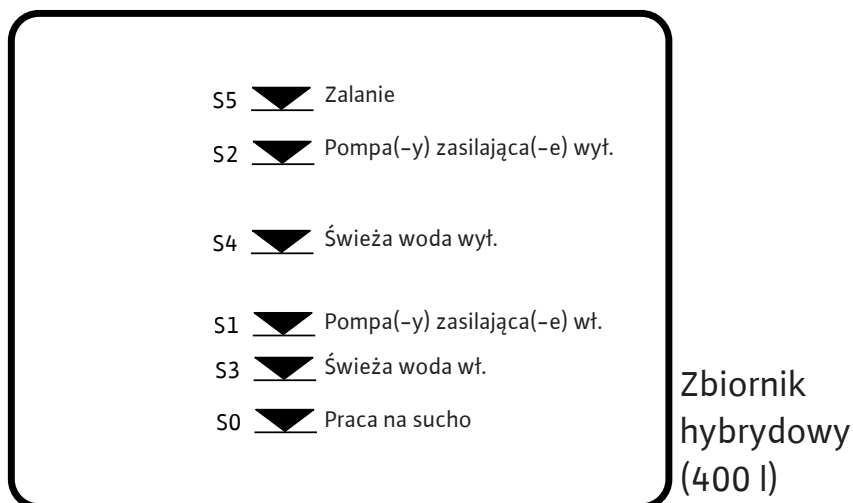 S5 Zalanie
S2 Pompa(-y) zasilająca(-e) wył.
S4 Świeża woda wył.
S1 Pompa(-y) zasilająca(-e) wł.
S3 Świeża woda wł.
S0 Praca na sucho
Zbiornik
hybrydowy
(400 l)